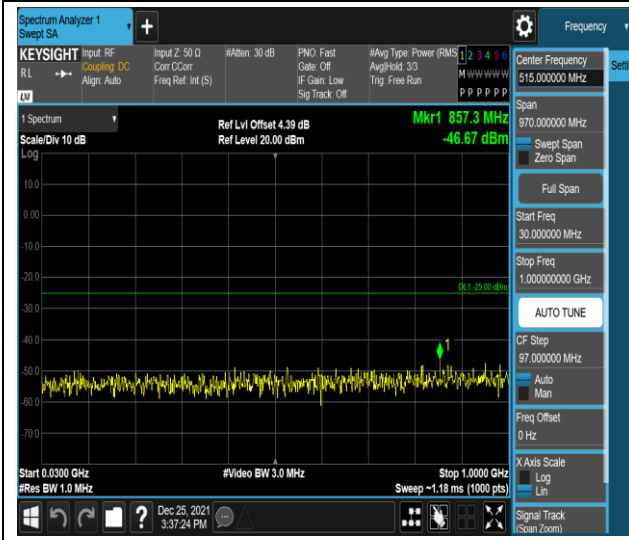 Spectrum Analyzer 1
Swept SA
+
Frequency
KEYSIGHT
RL
LXI
Input: RF
Coupling: DC
Align: Auto
Input Z: 50 Ω
Corr CCorr
Freq Ref: Int (S)
#Atten: 30 dB
PNO: Fast
Gate: Off
IF Gain: Low
Sig Track: Off
#Avg Type: Power (RMS
Avg|Hold: 3/3
Trig: Free Run
1 2 3 4 5 6
M W W W W W
P P P P P P
1 Spectrum
Scale/Div 10 dB
Ref Lvl Offset 4.39 dB
Ref Level 20.00 dBm
Mkr1 857.3 MHz
-46.67 dBm
Log
10.0
0.00
-10.0
-20.0
DL1 -25.00 dBm
-30.0
-40.0
1
-50.0
-60.0
-70.0
Start 0.0300 GHz
#Res BW 1.0 MHz
#Video BW 3.0 MHz
Stop 1.0000 GHz
Sweep ~1.18 ms (1000 pts)
?
Dec 25, 2021
3:37:24 PM
Center Frequency
515.000000 MHz
Setti
Span
970.000000 MHz
Swept Span
Zero Span
Full Span
Start Freq
30.000000 MHz
Stop Freq
1.000000000 GHz
AUTO TUNE
CF Step
97.000000 MHz
Auto
Man
Freq Offset
0 Hz
X Axis Scale
Log
Lin
Signal Track
(Span Zoom)